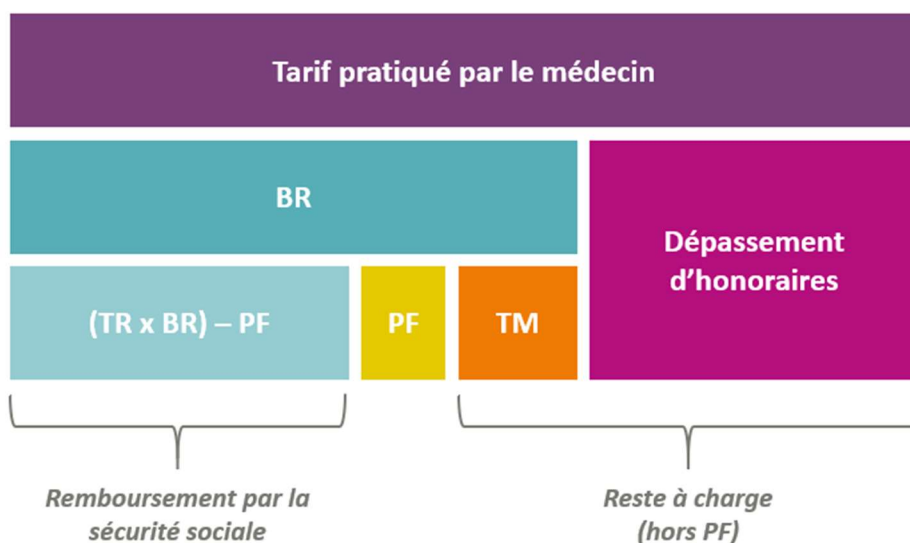 Tarif pratiqué par le médecin
BR
Dépassement
d’honoraires
(TR x BR) – PF
PF
TM
Remboursement par la
sécurité sociale
Reste à charge
(hors PF)